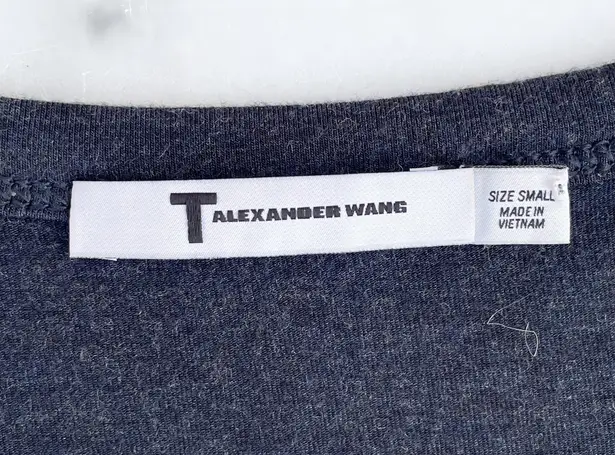 T ALEXANDER WANG
SIZE SMALL
MADE IN
VIETNAM